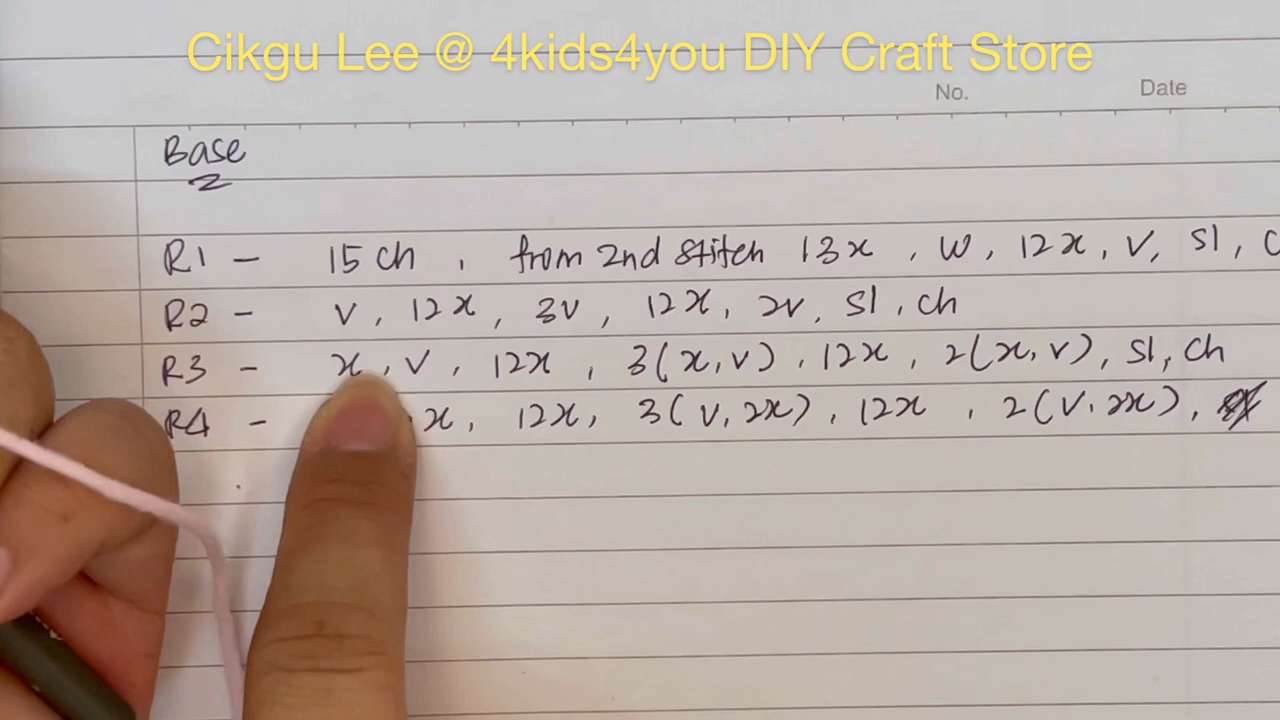 Cikgu Lee @ 4kids4you DIY Craft Store
No. Date
Base
R1 - 15 ch , from 2nd stitch 13x , W, 12x, V, Sl, C
R2 - V, 12x, 3V, 12x, 2V, Sl, ch
R3 - x, V, 12x, 3(x, V), 12x, 2(x, V), Sl, ch
R4 - x, 12x, 3(V, 2x), 12x, 2(V, 2x),